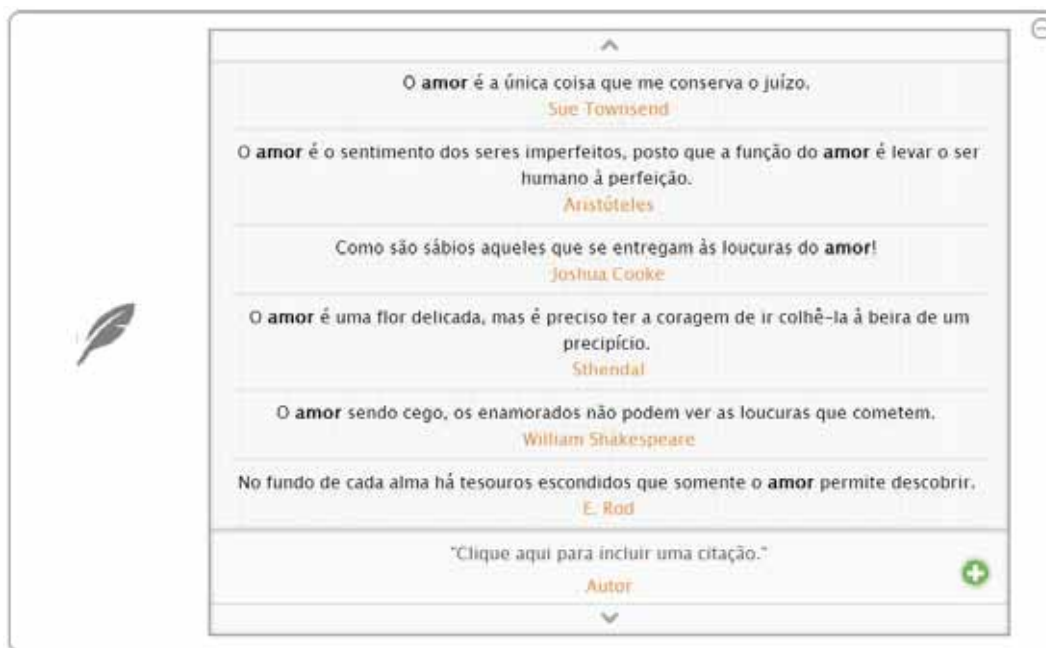 O amor é a única coisa que me conserva o juízo.
Sue Townsend
O amor é o sentimento dos seres imperfeitos, posto que a função do amor é levar o ser
humano à perfeição.
Aristóteles
Como são sábios aqueles que se entregam às loucuras do amor!
Joshua Cooke
O amor é uma flor delicada, mas é preciso ter a coragem de ir colhê-la à beira de um
precipício.
Sthendal
O amor sendo cego, os enamorados não podem ver as loucuras que cometem.
William Shakespeare
No fundo de cada alma há tesouros escondidos que somente o amor permite descobrir.
E. Rod
"Clique aqui para incluir uma citação."
Autor